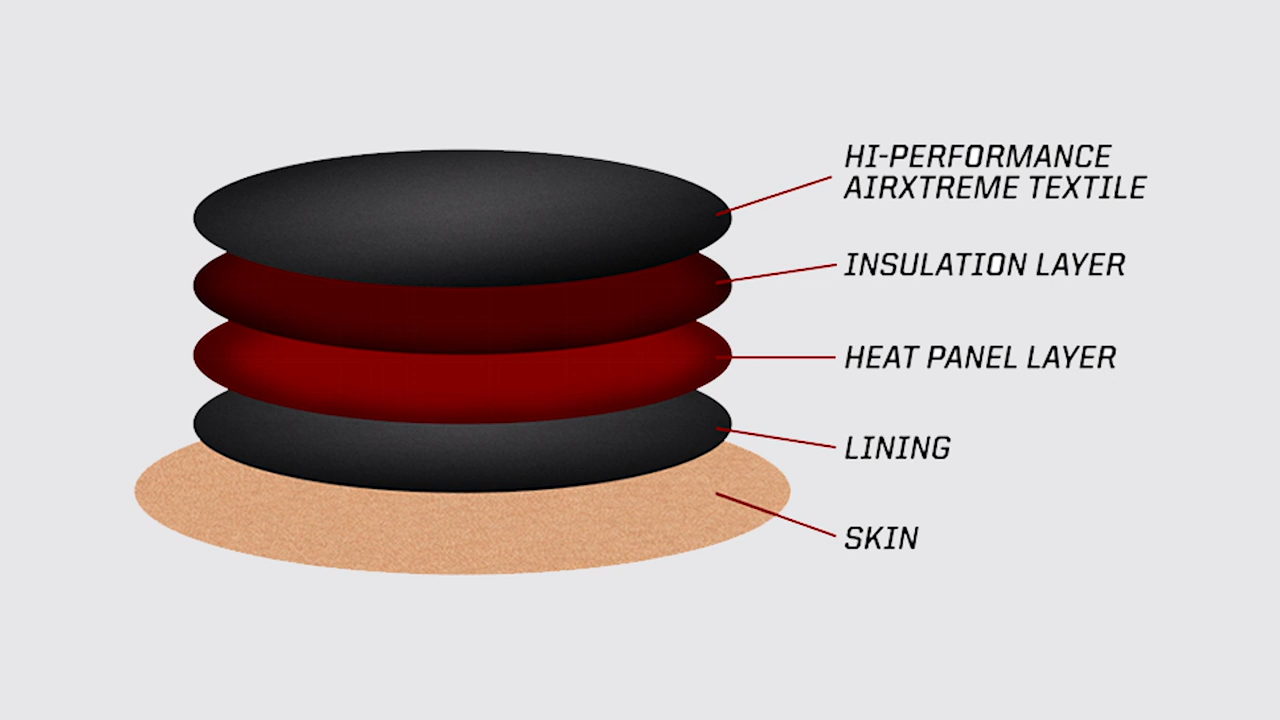 HI-PERFORMANCE
AIRXTREME TEXTILE
INSULATION LAYER
HEAT PANEL LAYER
LINING
SKIN